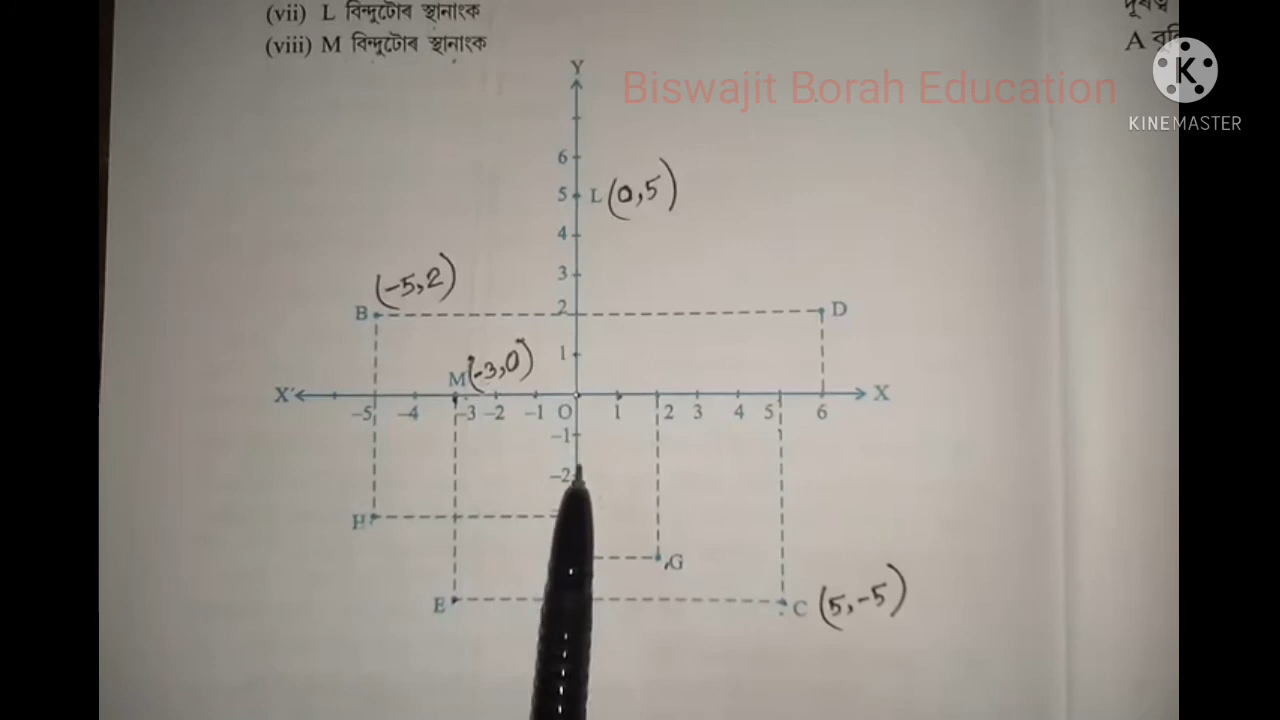 (vii) L বিন্দুটোৰ স্থানাংক
(viii) M বিন্দুটোৰ স্থানাংক
A
Y
Biswajit Borah Education
K
KINEMASTER
6
5 L (0,5)
4
3
(-5,2)
B 2 D
1
M (-3,0)
X′ X
–5 –4 –3 –2 –1 O 1 2 3 4 5 6
–1
–2
H
G
E C (5,-5)